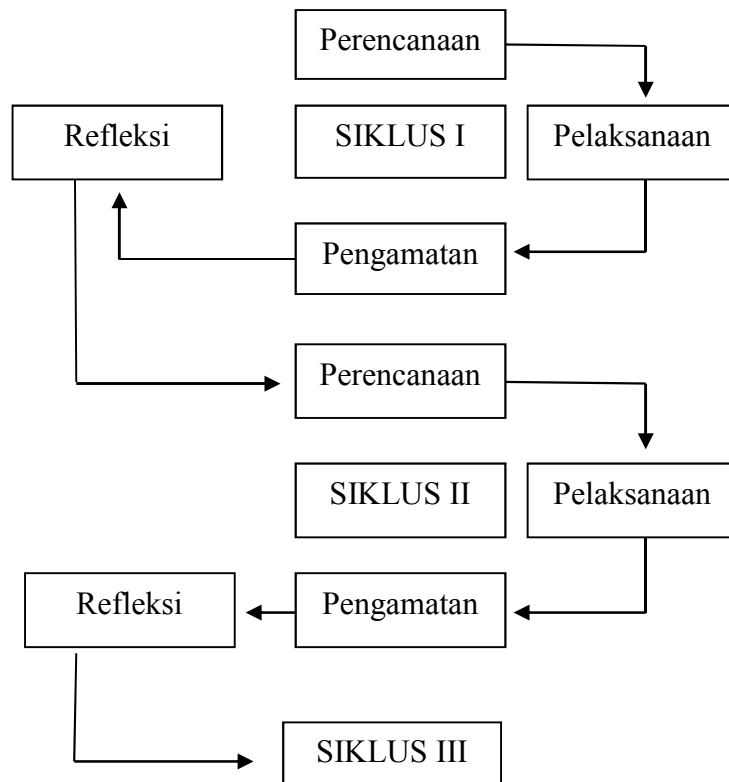 Perencanaan
Refleksi
SIKLUS I
Pelaksanaan
Pengamatan
Perencanaan
SIKLUS II
Pelaksanaan
Refleksi
Pengamatan
SIKLUS III